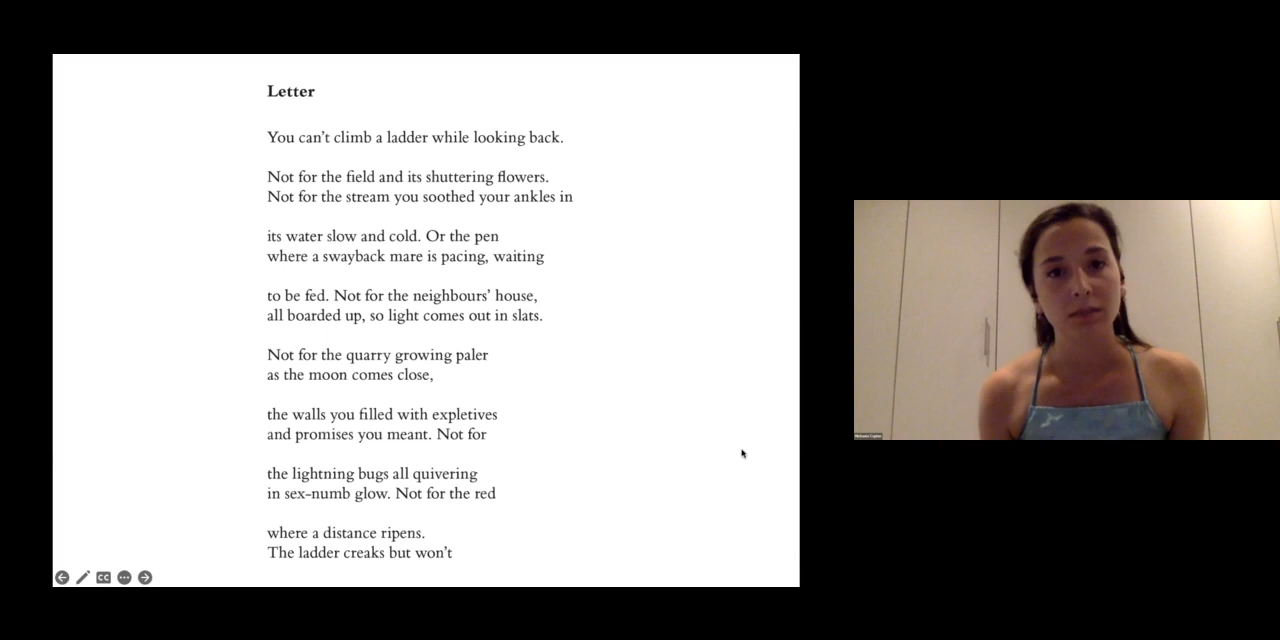 Letter
You can't climb a ladder while looking back.
Not for the field and its shuttering flowers.
Not for the stream you soothed your ankles in
its water slow and cold. Or the pen
where a swayback mare is pacing, waiting
to be fed. Not for the neighbours' house,
all boarded up, so light comes out in slats.
Not for the quarry growing paler
as the moon comes close,
the walls you filled with expletives
and promises you meant. Not for
the lightning bugs all quivering
in sex-numb glow. Not for the red
where a distance ripens.
The ladder creaks but won't
CC